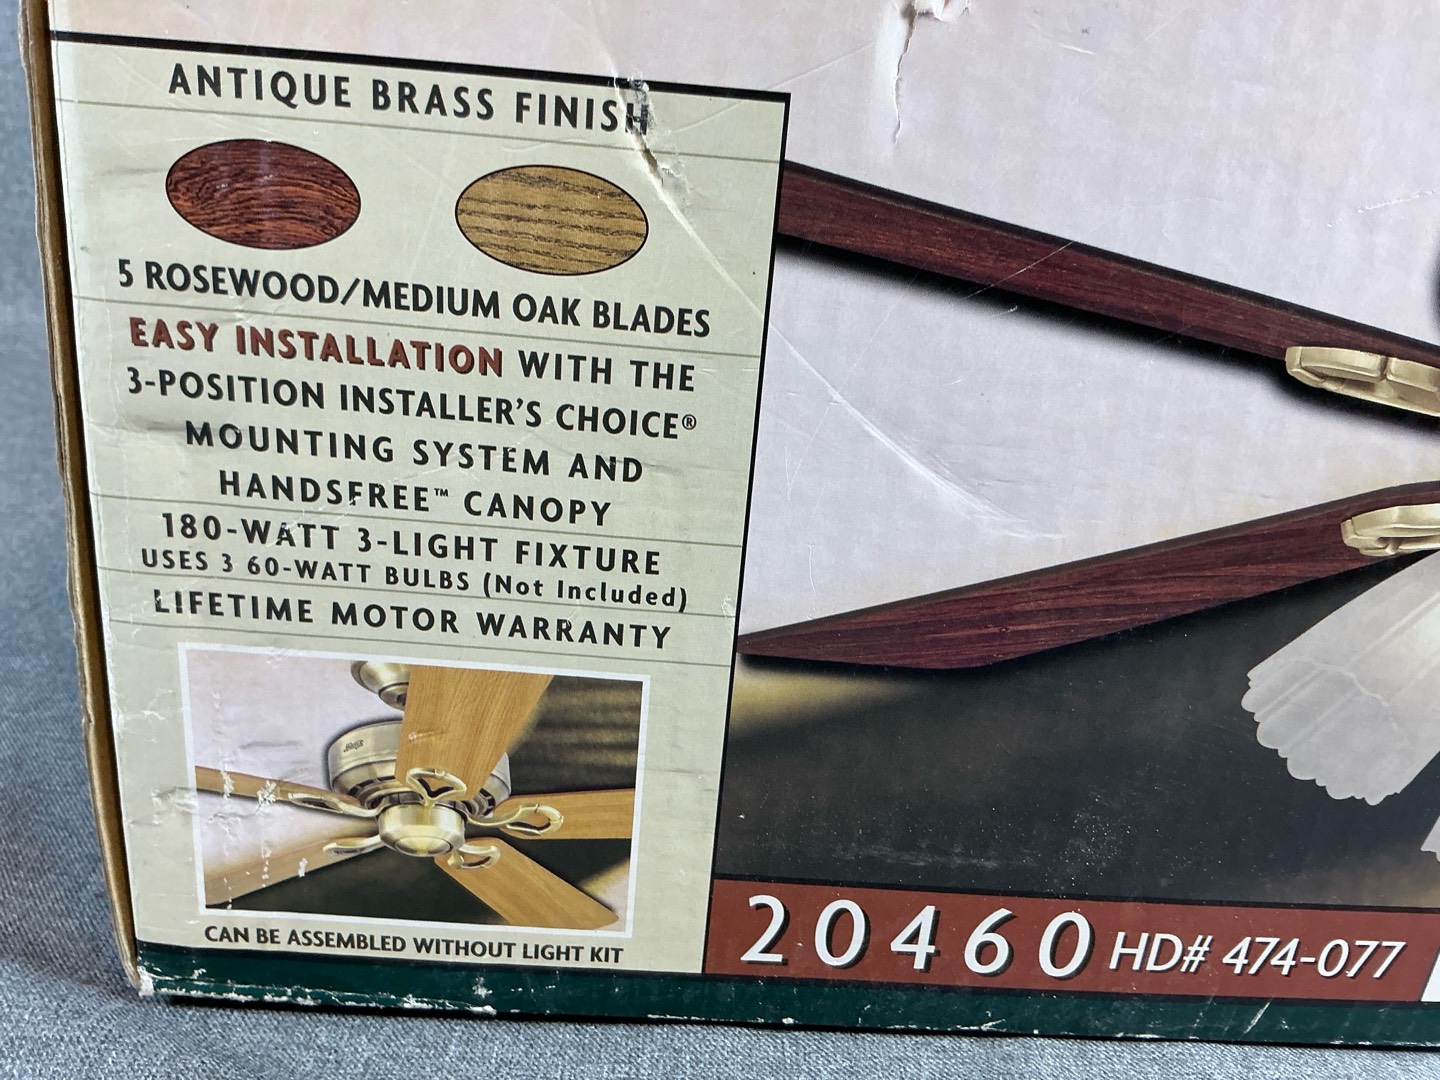 ANTIQUE BRASS FINISH
5 ROSEWOOD/MEDIUM OAK BLADES
EASY INSTALLATION WITH THE
3-POSITION INSTALLER'S CHOICE®
MOUNTING SYSTEM AND
HANDSFREE™ CANOPY
180-WATT 3-LIGHT FIXTURE
USES 3 60-WATT BULBS (Not Included)
LIFETIME MOTOR WARRANTY
Hunter
CAN BE ASSEMBLED WITHOUT LIGHT KIT
20460 HD# 474-077